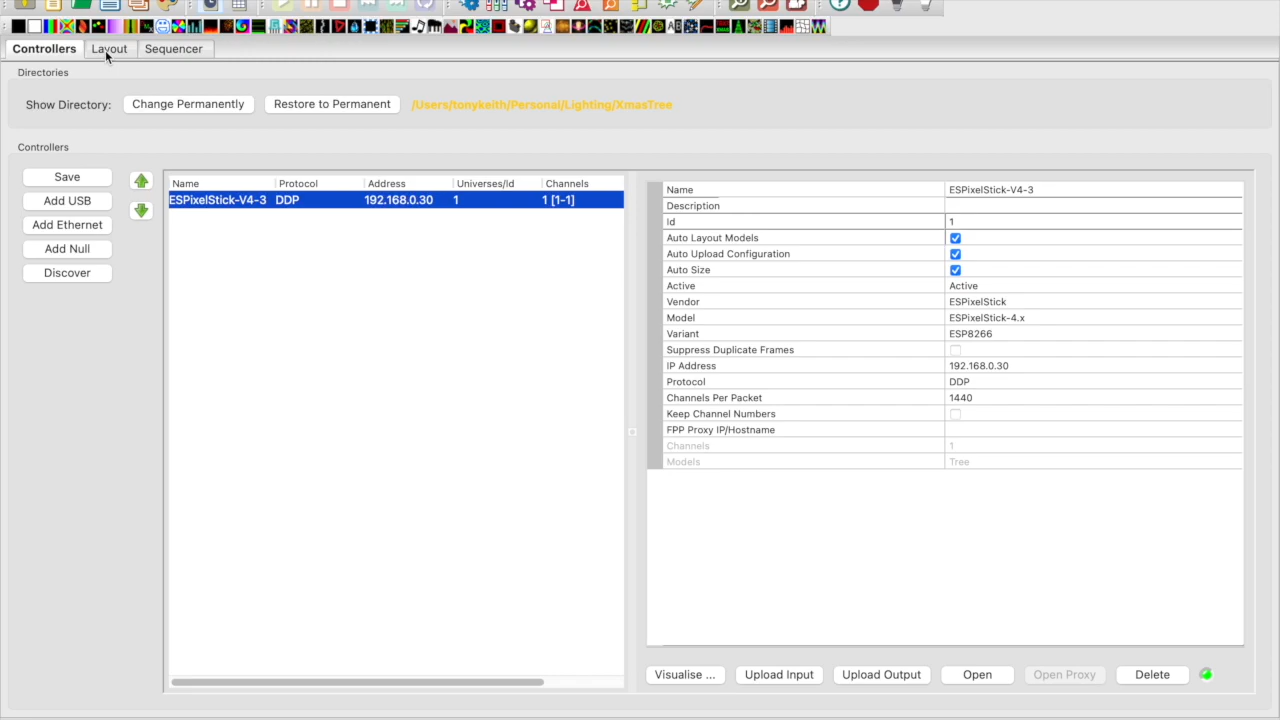 Controllers Layout Sequencer
Directories
Show Directory: Change Permanently Restore to Permanent /Users/tonykeith/Personal/Lighting/XmasTree
Controllers
Save
Add USB
Add Ethernet
Add Null
Discover
Name Protocol Address Universes/Id Channels
ESPixelStick-V4-3 DDP 192.168.0.30 1 1 [1-1]
Name ESPixelStick-V4-3
Description
Id 1
Auto Layout Models
Auto Upload Configuration
Auto Size
Active Active
Vendor ESPixelStick
Model ESPixelStick-4.x
Variant ESP8266
Suppress Duplicate Frames
IP Address 192.168.0.30
Protocol DDP
Channels Per Packet 1440
Keep Channel Numbers
FPP Proxy IP/Hostname
Channels 1
Models Tree
Visualise ... Upload Input Upload Output Open Open Proxy Delete